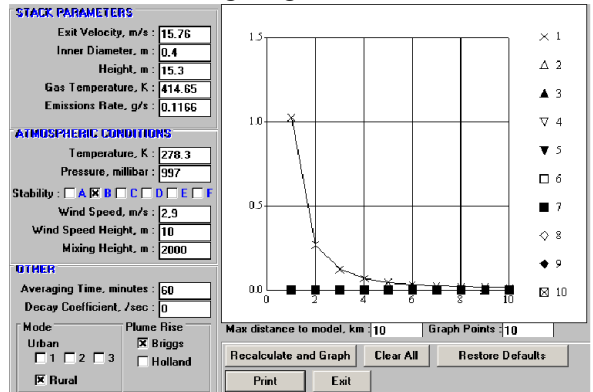 STACK PARAMETERS
Exit Velocity, m/s : 15.76
Inner Diameter, m : 0.4
Height, m : 15.3
Gas Temperature, K : 414.65
Emissions Rate, g/s : 0.1166
ATMOSPHERIC CONDITIONS
Temperature, K : 278.3
Pressure, millibar : 997
Stability : A B C D E F
Wind Speed, m/s : 2.9
Wind Speed Height, m : 10
Mixing Height, m : 2000
OTHER
Averaging Time, minutes : 60
Decay Coefficient, /sec : 0
Mode
Urban
1 2 3
Rural
Plume Rise
Briggs
Holland
1.5
1.0
0.5
0.0
0 2 4 6 8 10
1
2
3
4
5
6
7
8
9
10
Max distance to model, km : 10 Graph Points : 10
Recalculate and Graph Clear All Restore Defaults
Print Exit